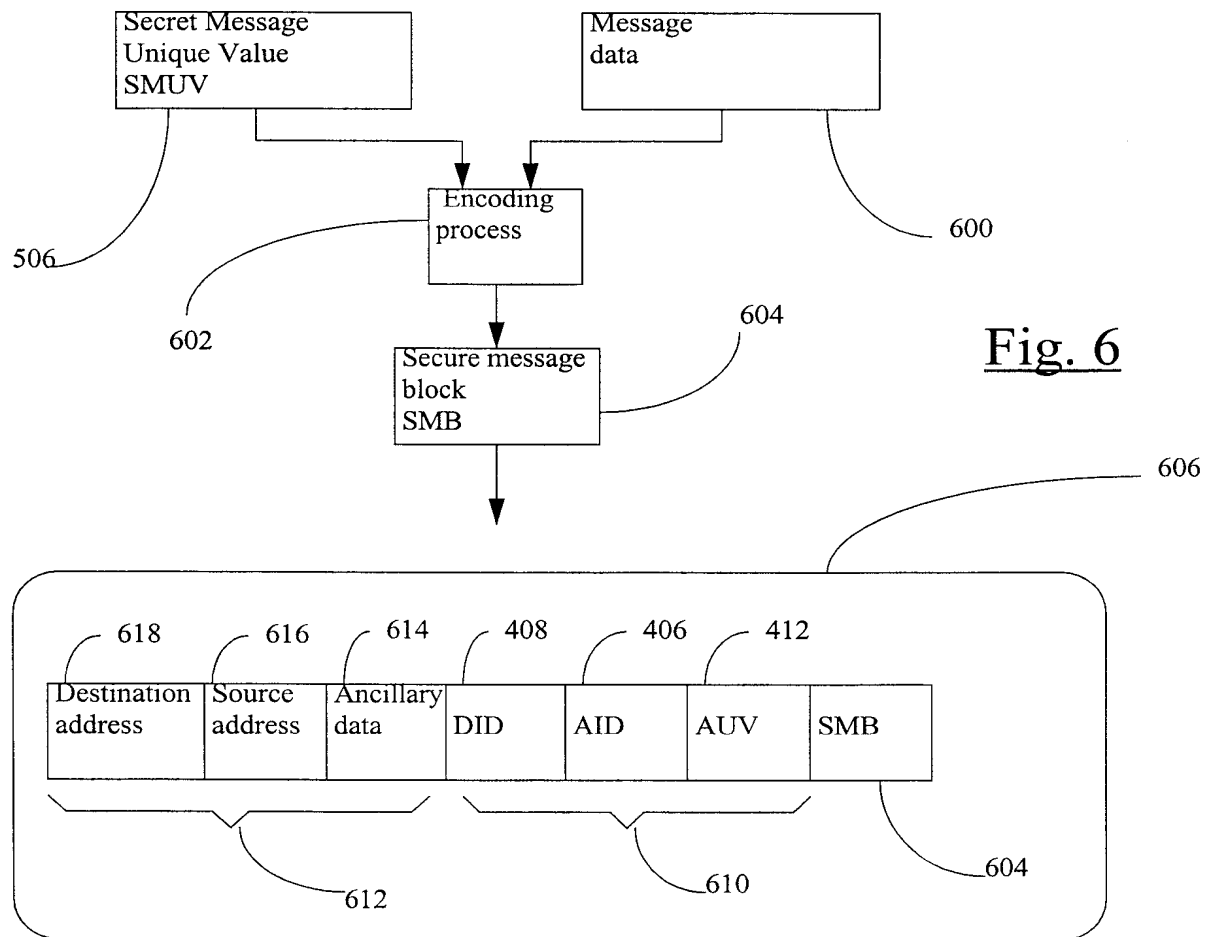 Secret Message
Unique Value
SMUV
Message
data
Encoding
process
506
600
602
604
Secure message
block
SMB
Fig. 6
606
618
616
614
408
406
412
Destination
address
Source
address
Ancillary
data
DID
AID
AUV
SMB
612
610
604